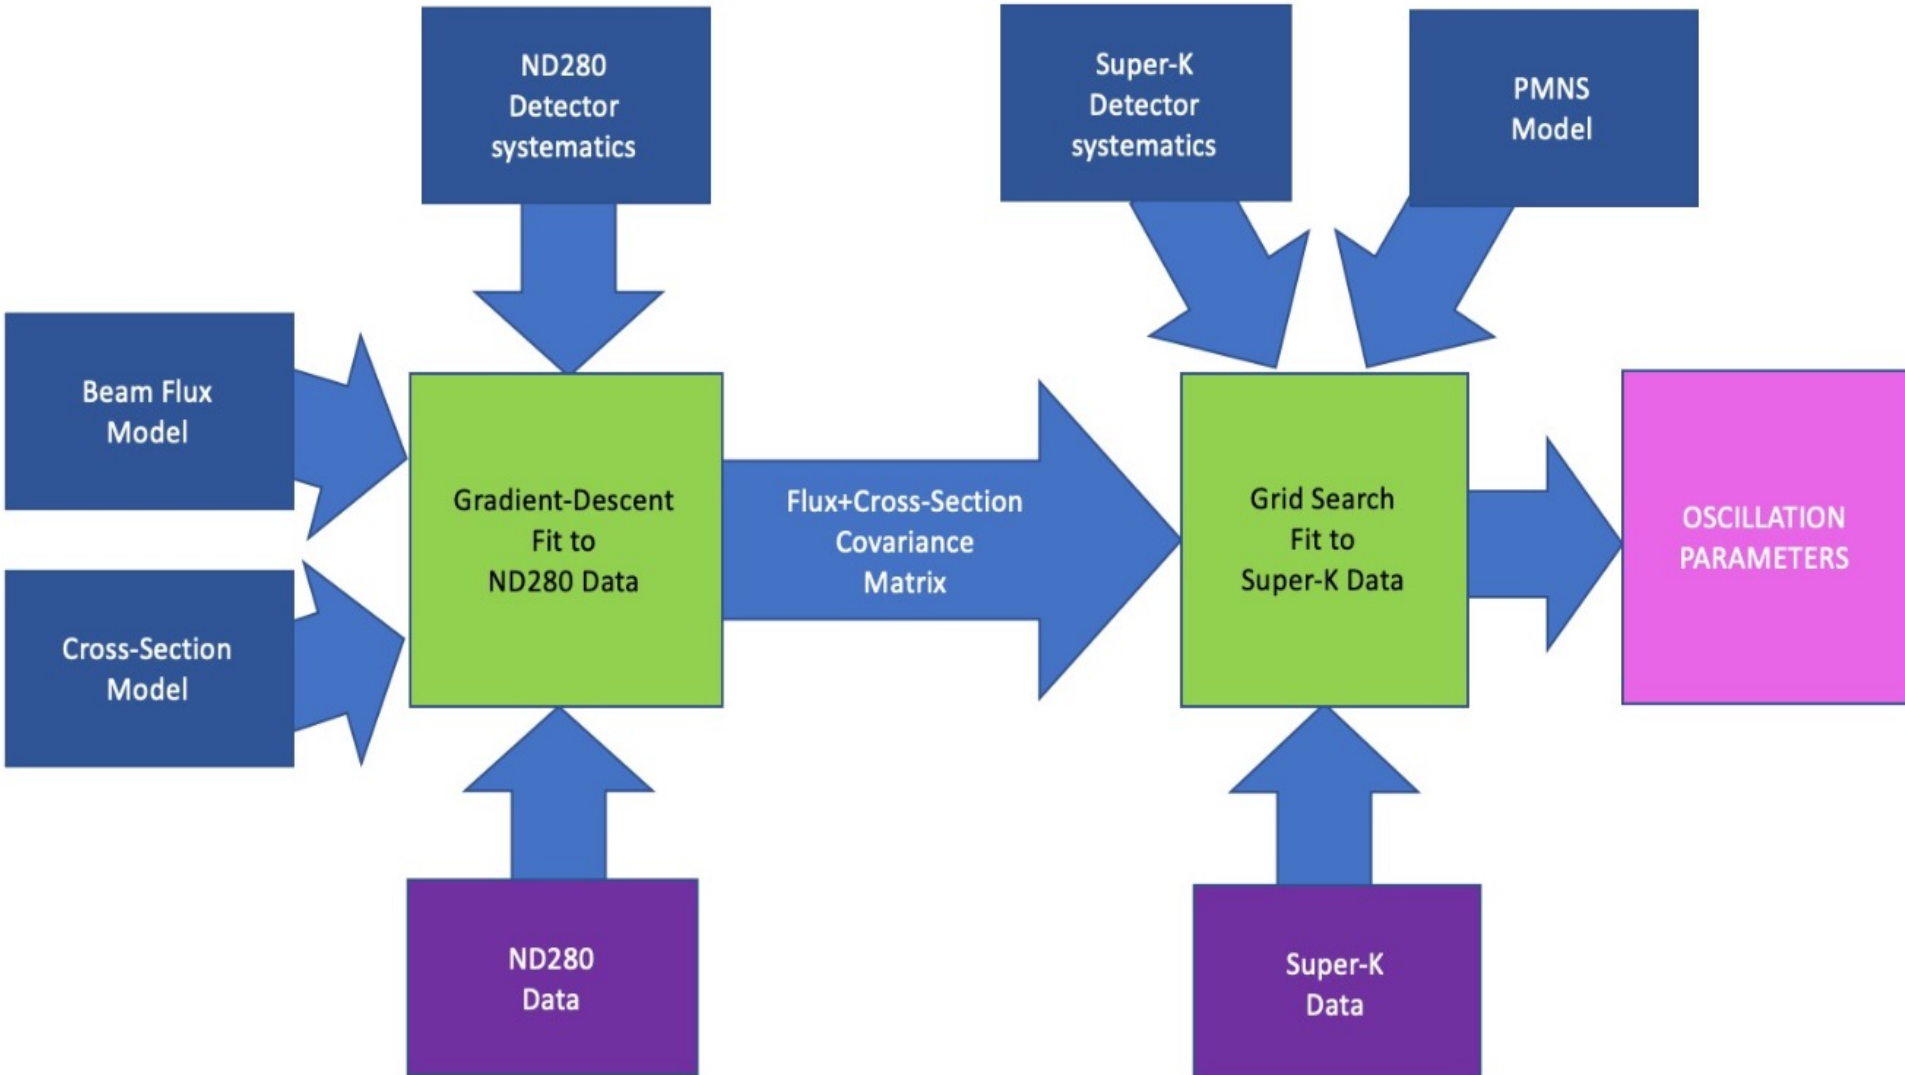 ND280
Detector
systematics
Super-K
Detector
systematics
PMNS
Model
Beam Flux
Model
Cross-Section
Model
Gradient-Descent
Fit to
ND280 Data
Flux+Cross-Section
Covariance
Matrix
Grid Search
Fit to
Super-K Data
OSCILLATION
PARAMETERS
ND280
Data
Super-K
Data